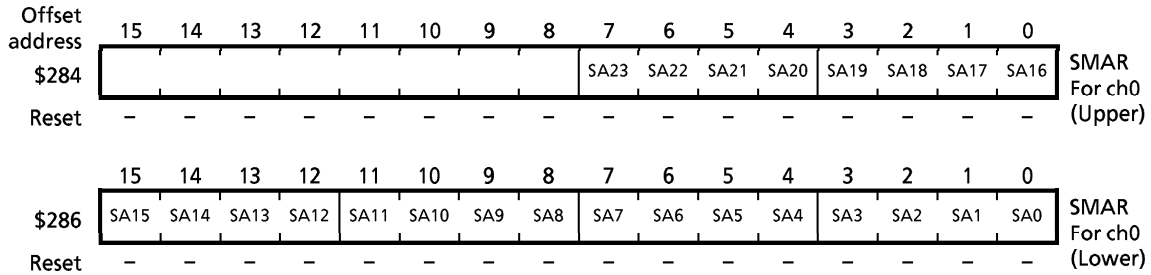 Offset address 15 14 13 12 11 10 9 8 7 6 5 4 3 2 1 0
$284 SA23 SA22 SA21 SA20 SA19 SA18 SA17 SA16 SMAR For ch0 (Upper)
Reset – – – – – – – – – – – – – – – –
15 14 13 12 11 10 9 8 7 6 5 4 3 2 1 0
$286 SA15 SA14 SA13 SA12 SA11 SA10 SA9 SA8 SA7 SA6 SA5 SA4 SA3 SA2 SA1 SA0 SMAR For ch0 (Lower)
Reset – – – – – – – – – – – – – – – –